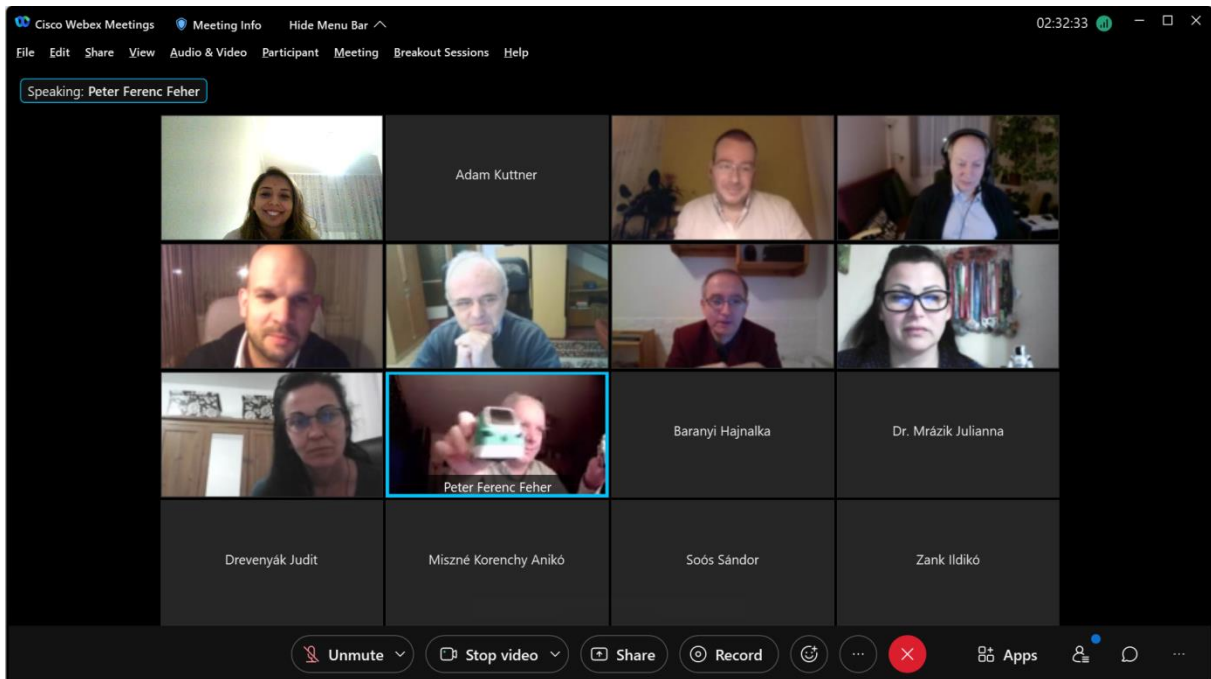 Cisco Webex Meetings Meeting Info Hide Menu Bar 02:32:33
File Edit Share View Audio & Video Participant Meeting Breakout Sessions Help
Speaking: Peter Ferenc Feher
Adam Kuttner
Peter Ferenc Feher
Baranyi Hajnalka
Dr. Mrázik Julianna
Drevenyák Judit
Miszné Korenchy Anikó
Soós Sándor
Zank Ildikó
Unmute Stop video Share Record Apps